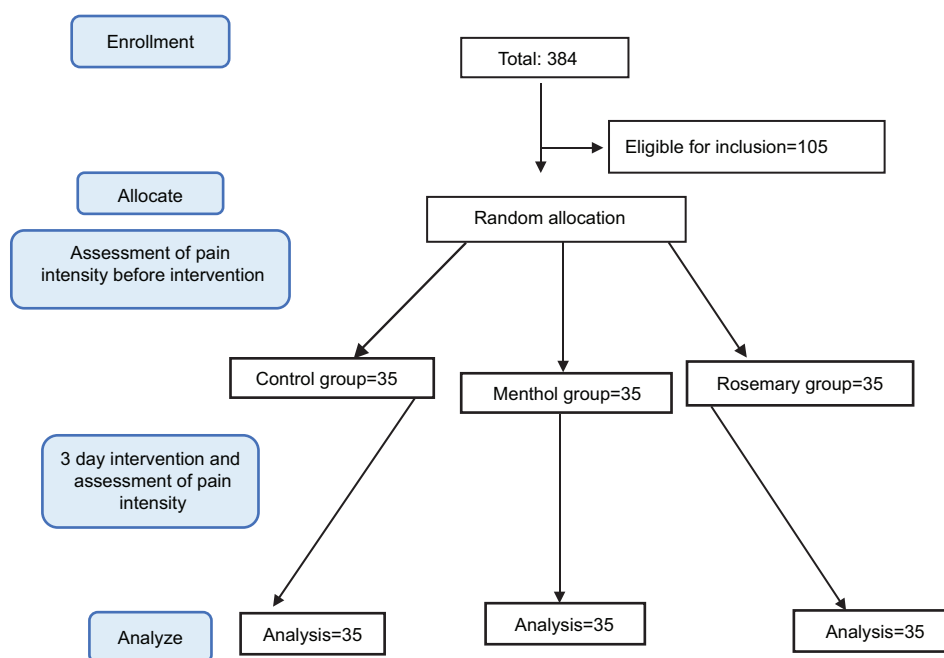 Enrollment
Total: 384
Eligible for inclusion=105
Allocate
Random allocation
Assessment of pain
intensity before intervention
Control group=35
Menthol group=35
Rosemary group=35
3 day intervention and
assessment of pain
intensity
Analyze
Analysis=35
Analysis=35
Analysis=35